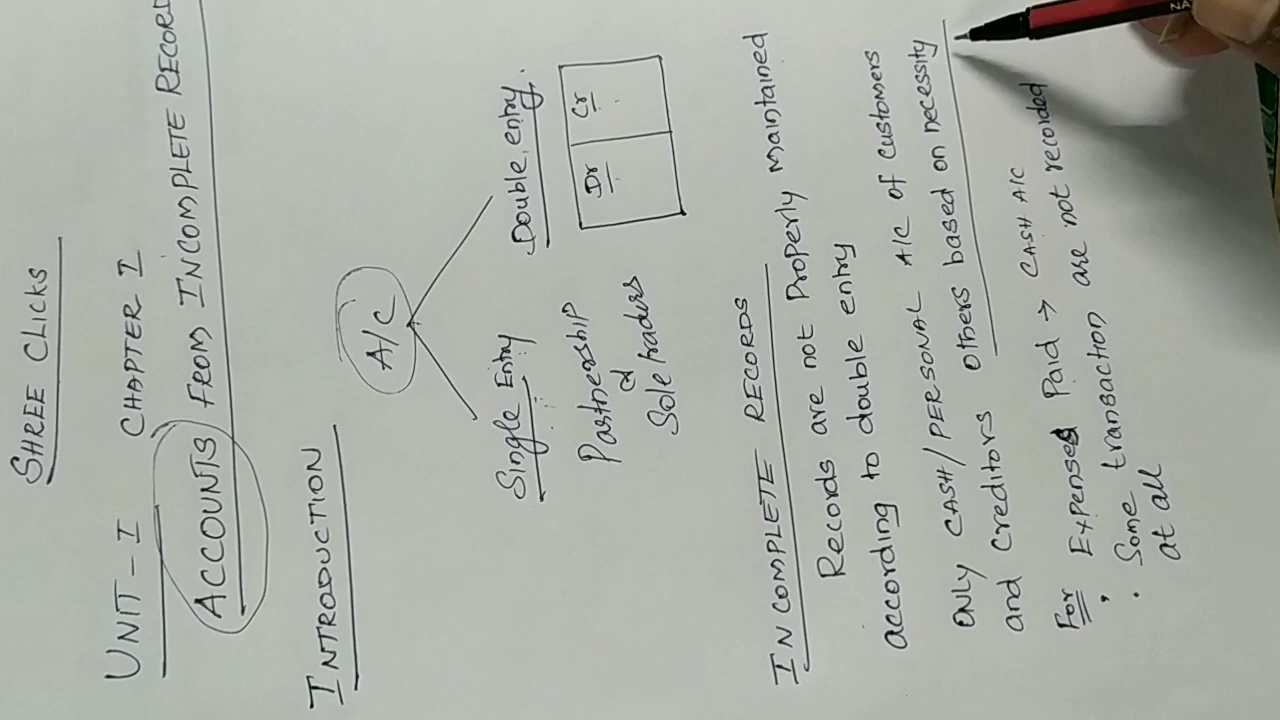 SHREE CLICKS
UNIT - I CHAPTER I
ACCOUNTS FROM INCOMPLETE RECORD
INTRODUCTION
A/C
Single Entry
Double entry.
Partnership
&
Sole traders
Dr Cr
INCOMPLETE RECORDS
Records are not Properly maintained
according to double entry
ONLY CASH/PERSONAL A/C of customers
and creditors others based on necessity
For Expenses Paid → CASH A/C
• Some transaction are not recorded
at all
NA